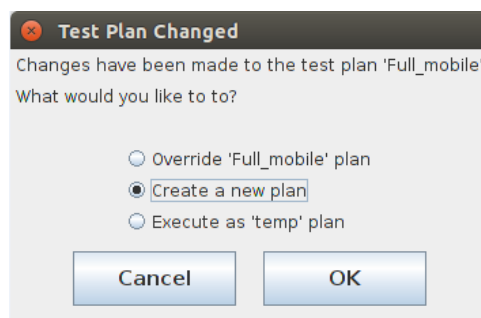 Test Plan Changed
Changes have been made to the test plan 'Full_mobile'
What would you like to to?
Override 'Full_mobile' plan
Create a new plan
Execute as 'temp' plan
Cancel
OK